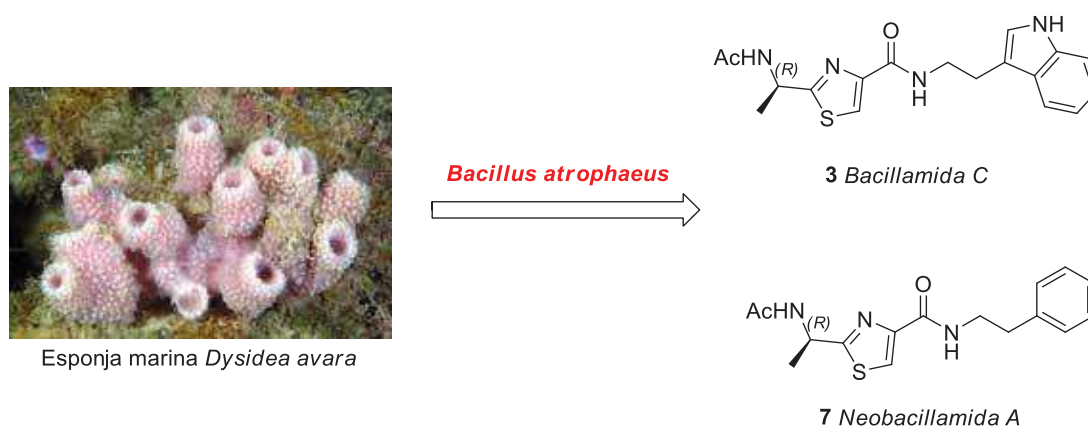 Esponja marina Dysidea avara
Bacillus atrophaeus
O
NH
AcHN
(R)
N
N
H
S
3 Bacillamida C
O
AcHN
(R)
N
N
H
S
7 Neobacillamida A